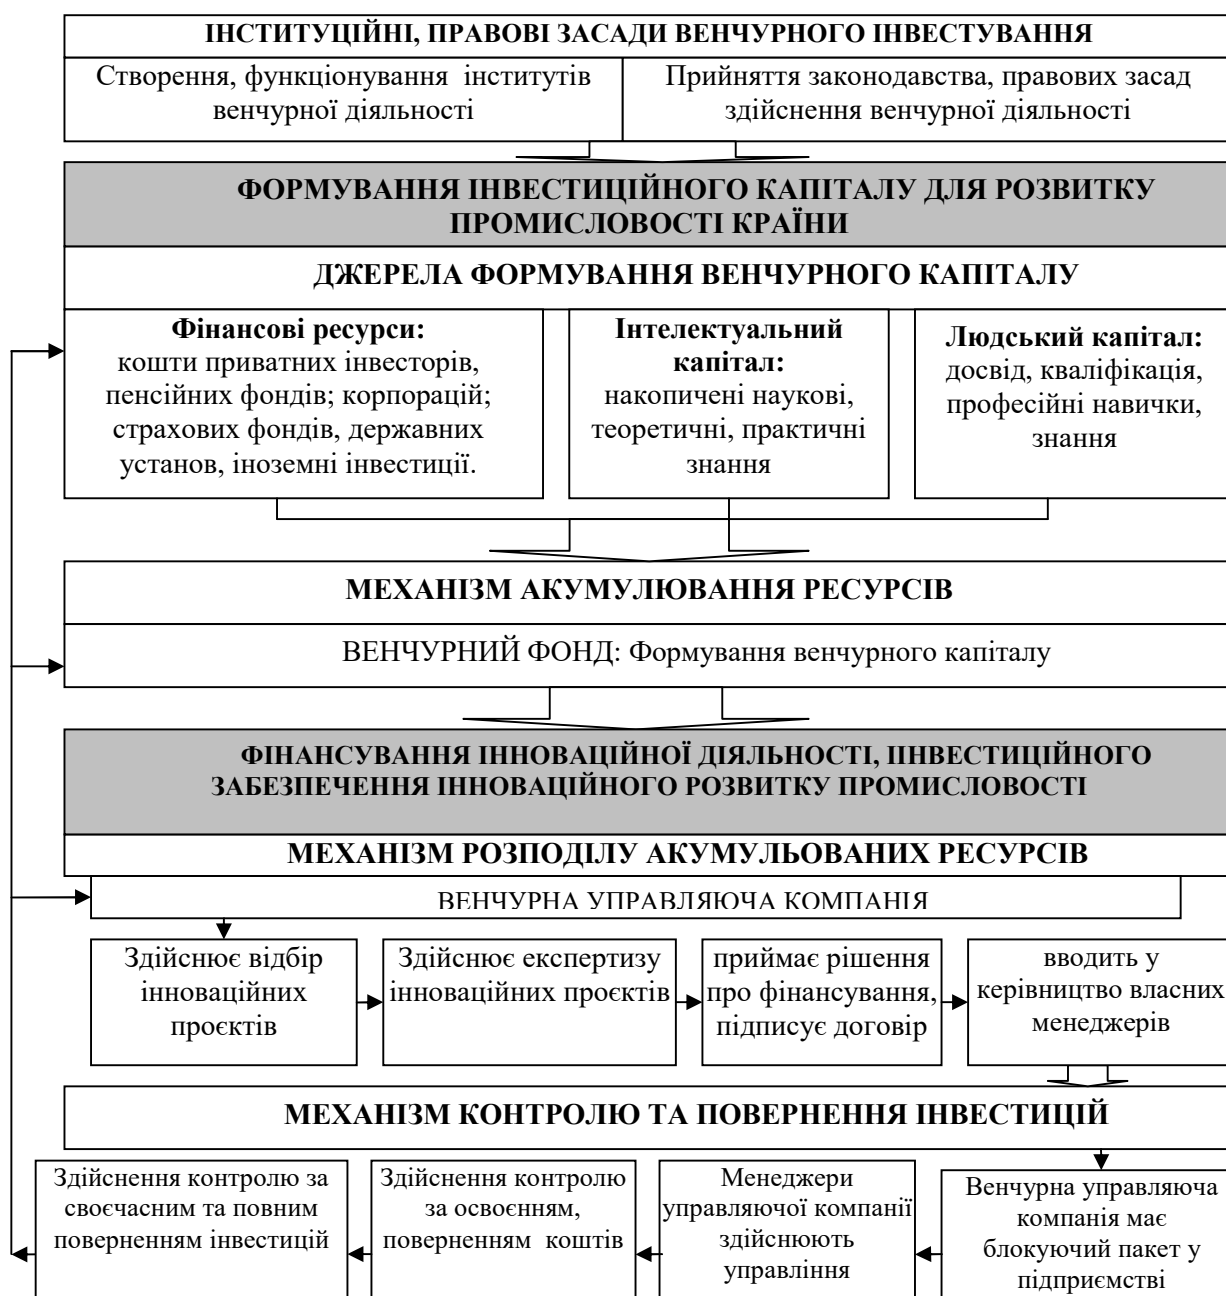 ІНСТИТУЦІЙНІ, ПРАВОВІ ЗАСАДИ ВЕНЧУРНОГО ІНВЕСТУВАННЯ
Створення, функціонування інститутів
венчурної діяльності
Прийняття законодавства, правових засад
здійснення венчурної діяльності
ФОРМУВАННЯ ІНВЕСТИЦІЙНОГО КАПІТАЛУ ДЛЯ РОЗВИТКУ
ПРОМИСЛОВОСТІ КРАЇНИ
ДЖЕРЕЛА ФОРМУВАННЯ ВЕНЧУРНОГО КАПІТАЛУ
Фінансові ресурси:
кошти приватних інвесторів,
пенсійних фондів; корпорацій;
страхових фондів, державних
установ, іноземні інвестиції.
Інтелектуальний
капітал:
накопичені наукові,
теоретичні, практичні
знання
Людський капітал:
досвід, кваліфікація,
професійні навички,
знання
МЕХАНІЗМ АКУМУЛЮВАННЯ РЕСУРСІВ
ВЕНЧУРНИЙ ФОНД: Формування венчурного капіталу
ФІНАНСУВАННЯ ІННОВАЦІЙНОЇ ДІЯЛЬНОСТІ, ІІНВЕСТИЦІЙНОГО
ЗАБЕЗПЕЧЕННЯ ІННОВАЦІЙНОГО РОЗВИТКУ ПРОМИСЛОВОСТІ
МЕХАНІЗМ РОЗПОДІЛУ АКУМУЛЬОВАНИХ РЕСУРСІВ
ВЕНЧУРНА УПРАВЛЯЮЧА КОМПАНІЯ
Здійснює відбір
інноваційних
проєктів
Здійснює експертизу
інноваційних проєктів
приймає рішення
про фінансування,
підписує договір
вводить у
керівництво власних
менеджерів
МЕХАНІЗМ КОНТРОЛЮ ТА ПОВЕРНЕННЯ ІНВЕСТИЦІЙ
Здійснення контролю за
своєчасним та повним
поверненням інвестицій
Здійснення контролю
за освоєнням,
поверненням коштів
Менеджери
управляючої компанії
здійснюють
управління
Венчурна управляюча
компанія має
блокуючий пакет у
підприємстві